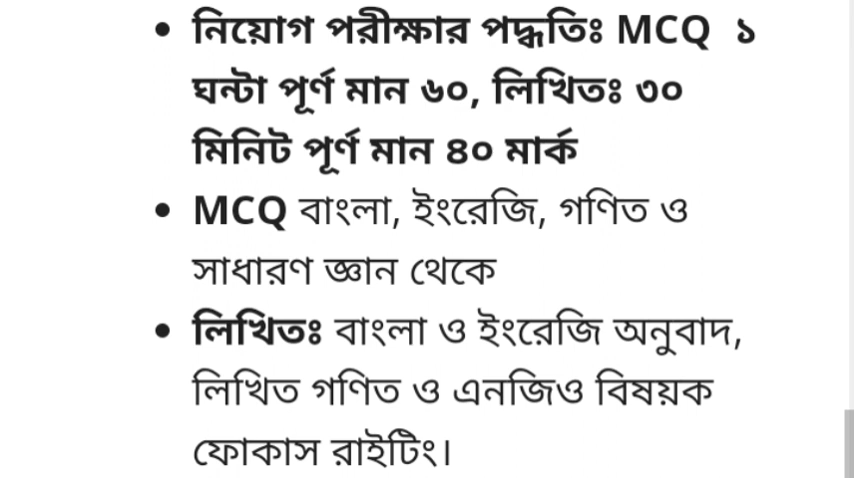 • নিয়োগ পরীক্ষার পদ্ধতিঃ MCQ ১
ঘন্টা পূর্ণ মান ৬০, লিখিতঃ ৩০
মিনিট পূর্ণ মান ৪০ মার্ক
• MCQ বাংলা, ইংরেজি, গণিত ও
সাধারণ জ্ঞান থেকে
• লিখিতঃ বাংলা ও ইংরেজি অনুবাদ,
লিখিত গণিত ও এনজিও বিষয়ক
ফোকাস রাইটিং।